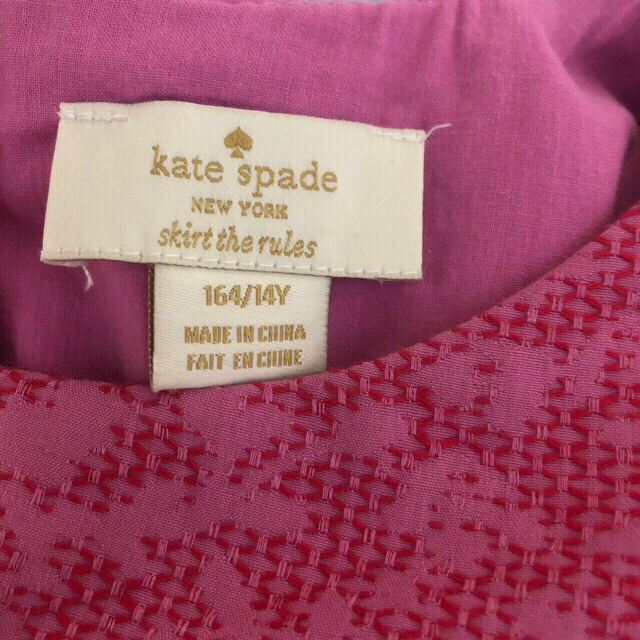 kate spade
NEW YORK
skirt the rules
164/14Y
MADE IN CHINA
FAIT EN CHINE